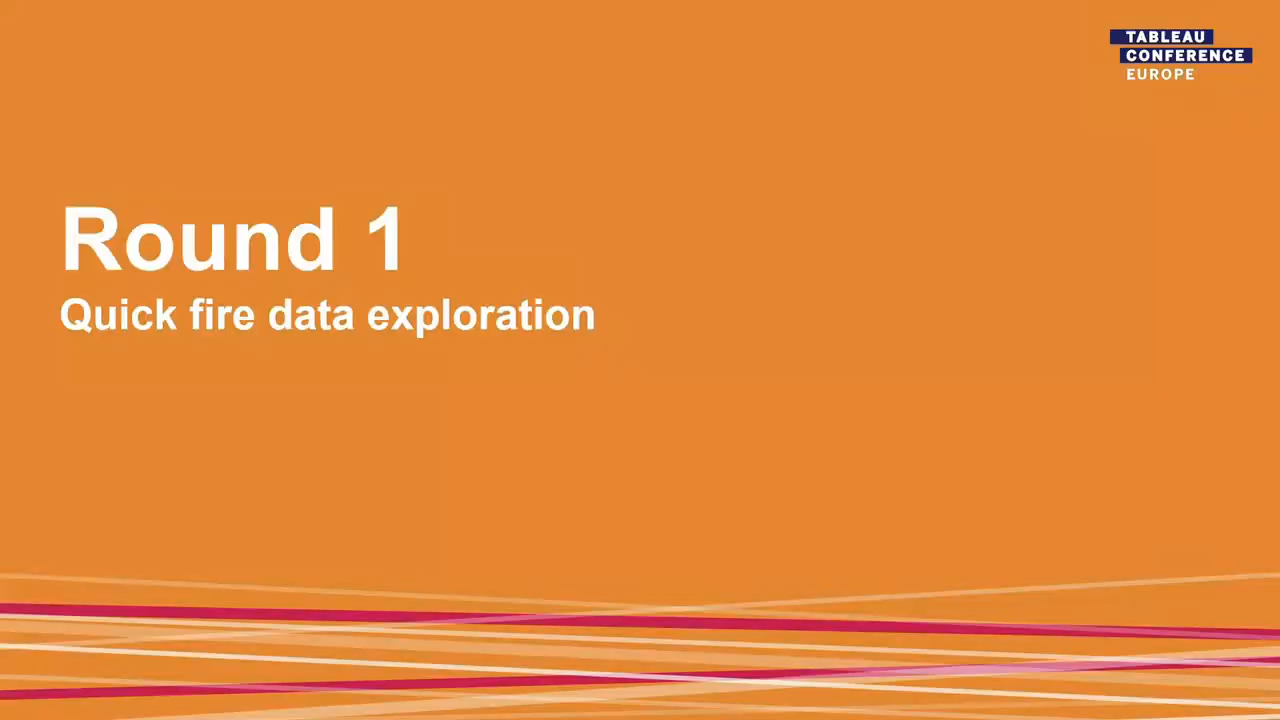 TABLEAU
CONFERENCE
EUROPE
Round 1
Quick fire data exploration